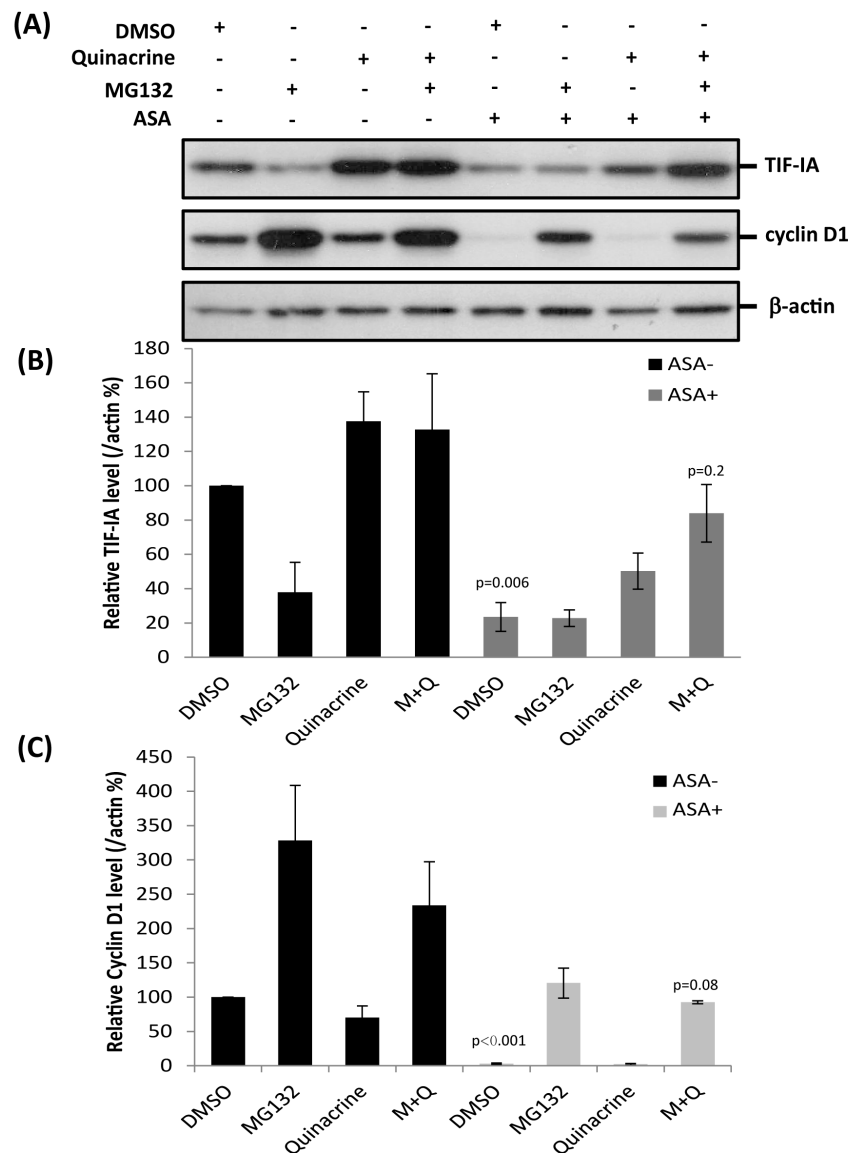 (A)
DMSO + - - - + - - -
Quinacrine - - + + - - + +
MG132 - + - + - + - +
ASA - - - - + + + +
TIF-IA
cyclin D1
β-actin
(B)
Relative TIF-IA level (/actin %)
180
160
140
120
100
80
60
40
20
0
ASA-
ASA+
p=0.006
p=0.2
DMSO MG132 Quinacrine M+Q DMSO MG132 Quinacrine M+Q
(C)
Relative Cyclin D1 level (/actin %)
450
400
350
300
250
200
150
100
50
0
ASA-
ASA+
p<0.001
p=0.08
DMSO MG132 Quinacrine M+Q DMSO MG132 Quinacrine M+Q